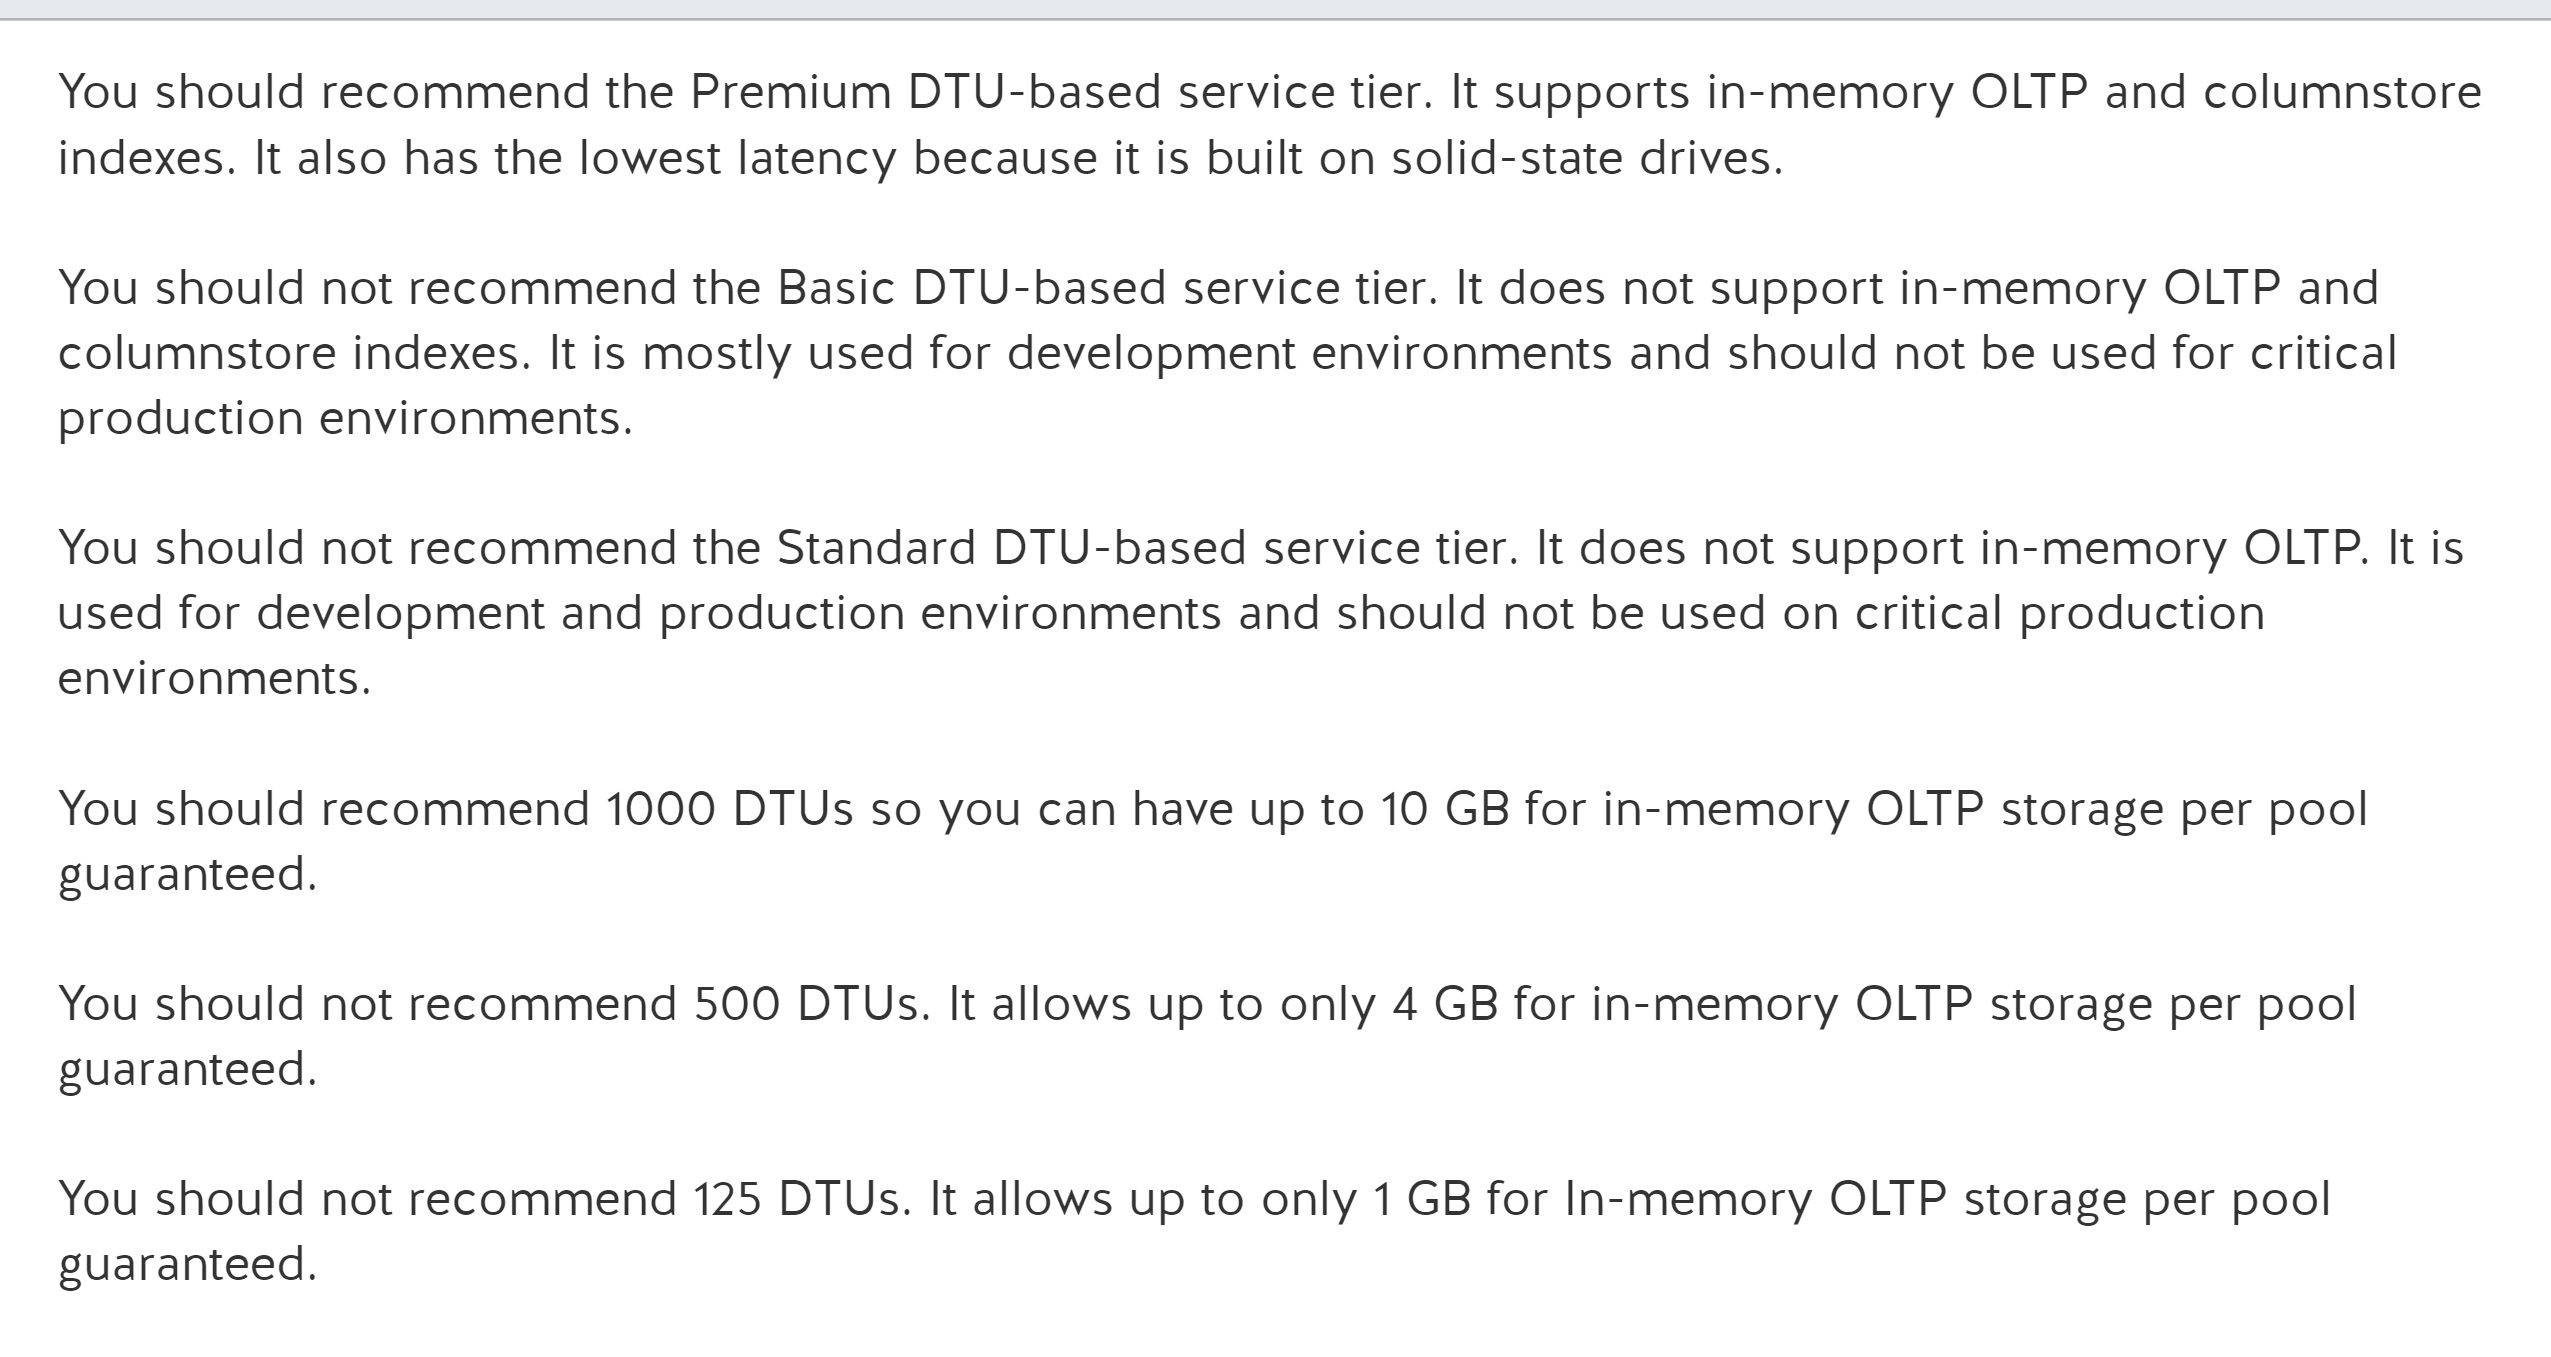 You should recommend the Premium DTU-based service tier. It supports in-memory OLTP and columnstore
indexes. It also has the lowest latency because it is built on solid-state drives.
You should not recommend the Basic DTU-based service tier. It does not support in-memory OLTP and
columnstore indexes. It is mostly used for development environments and should not be used for critical
production environments.
You should not recommend the Standard DTU-based service tier. It does not support in-memory OLTP. It is
used for development and production environments and should not be used on critical production
environments.
You should recommend 1000 DTUs so you can have up to 10 GB for in-memory OLTP storage per pool
guaranteed.
You should not recommend 500 DTUs. It allows up to only 4 GB for in-memory OLTP storage per pool
guaranteed.
You should not recommend 125 DTUs. It allows up to only 1 GB for In-memory OLTP storage per pool
guaranteed.